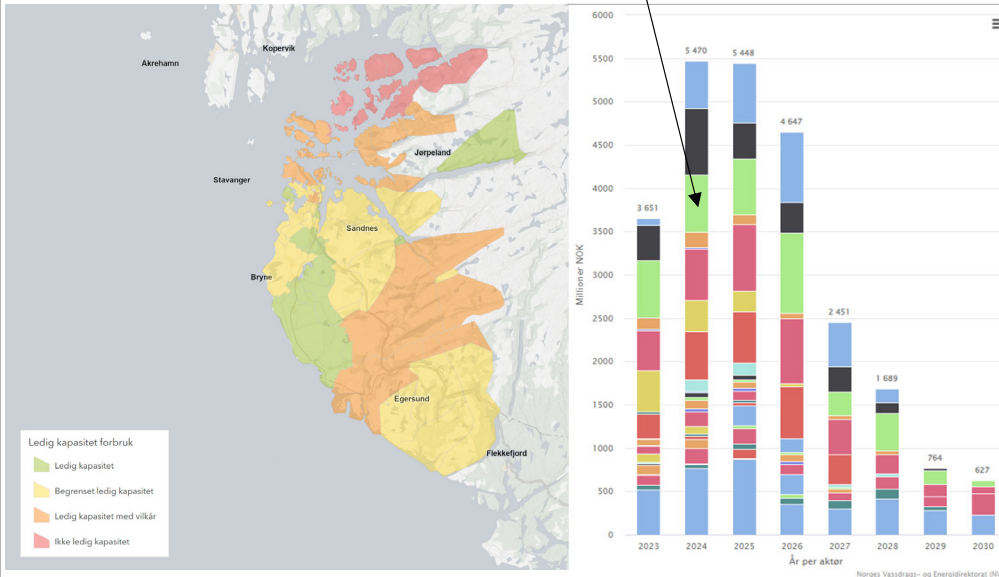 Kopervik
Akrehamn
Jørpeland
Stavanger
Sandnes
Bryne
Egersund
Flekkefjord
Ledig kapasitet forbruk
Ledig kapasitet
Begrenset ledig kapasitet
Ledig kapasitet med vilkår
Ikke ledig kapasitet
6000
5500
5000
4500
4000
3500
3000
2500
2000
1500
1000
500
0
Millioner NOK
3 651
5 470
5 448
4 647
2 451
1 689
764
627
2023
2024
2025
2026
2027
2028
2029
2030
År per aktør
Norges Vassdrags- og Energidirektorat (NV